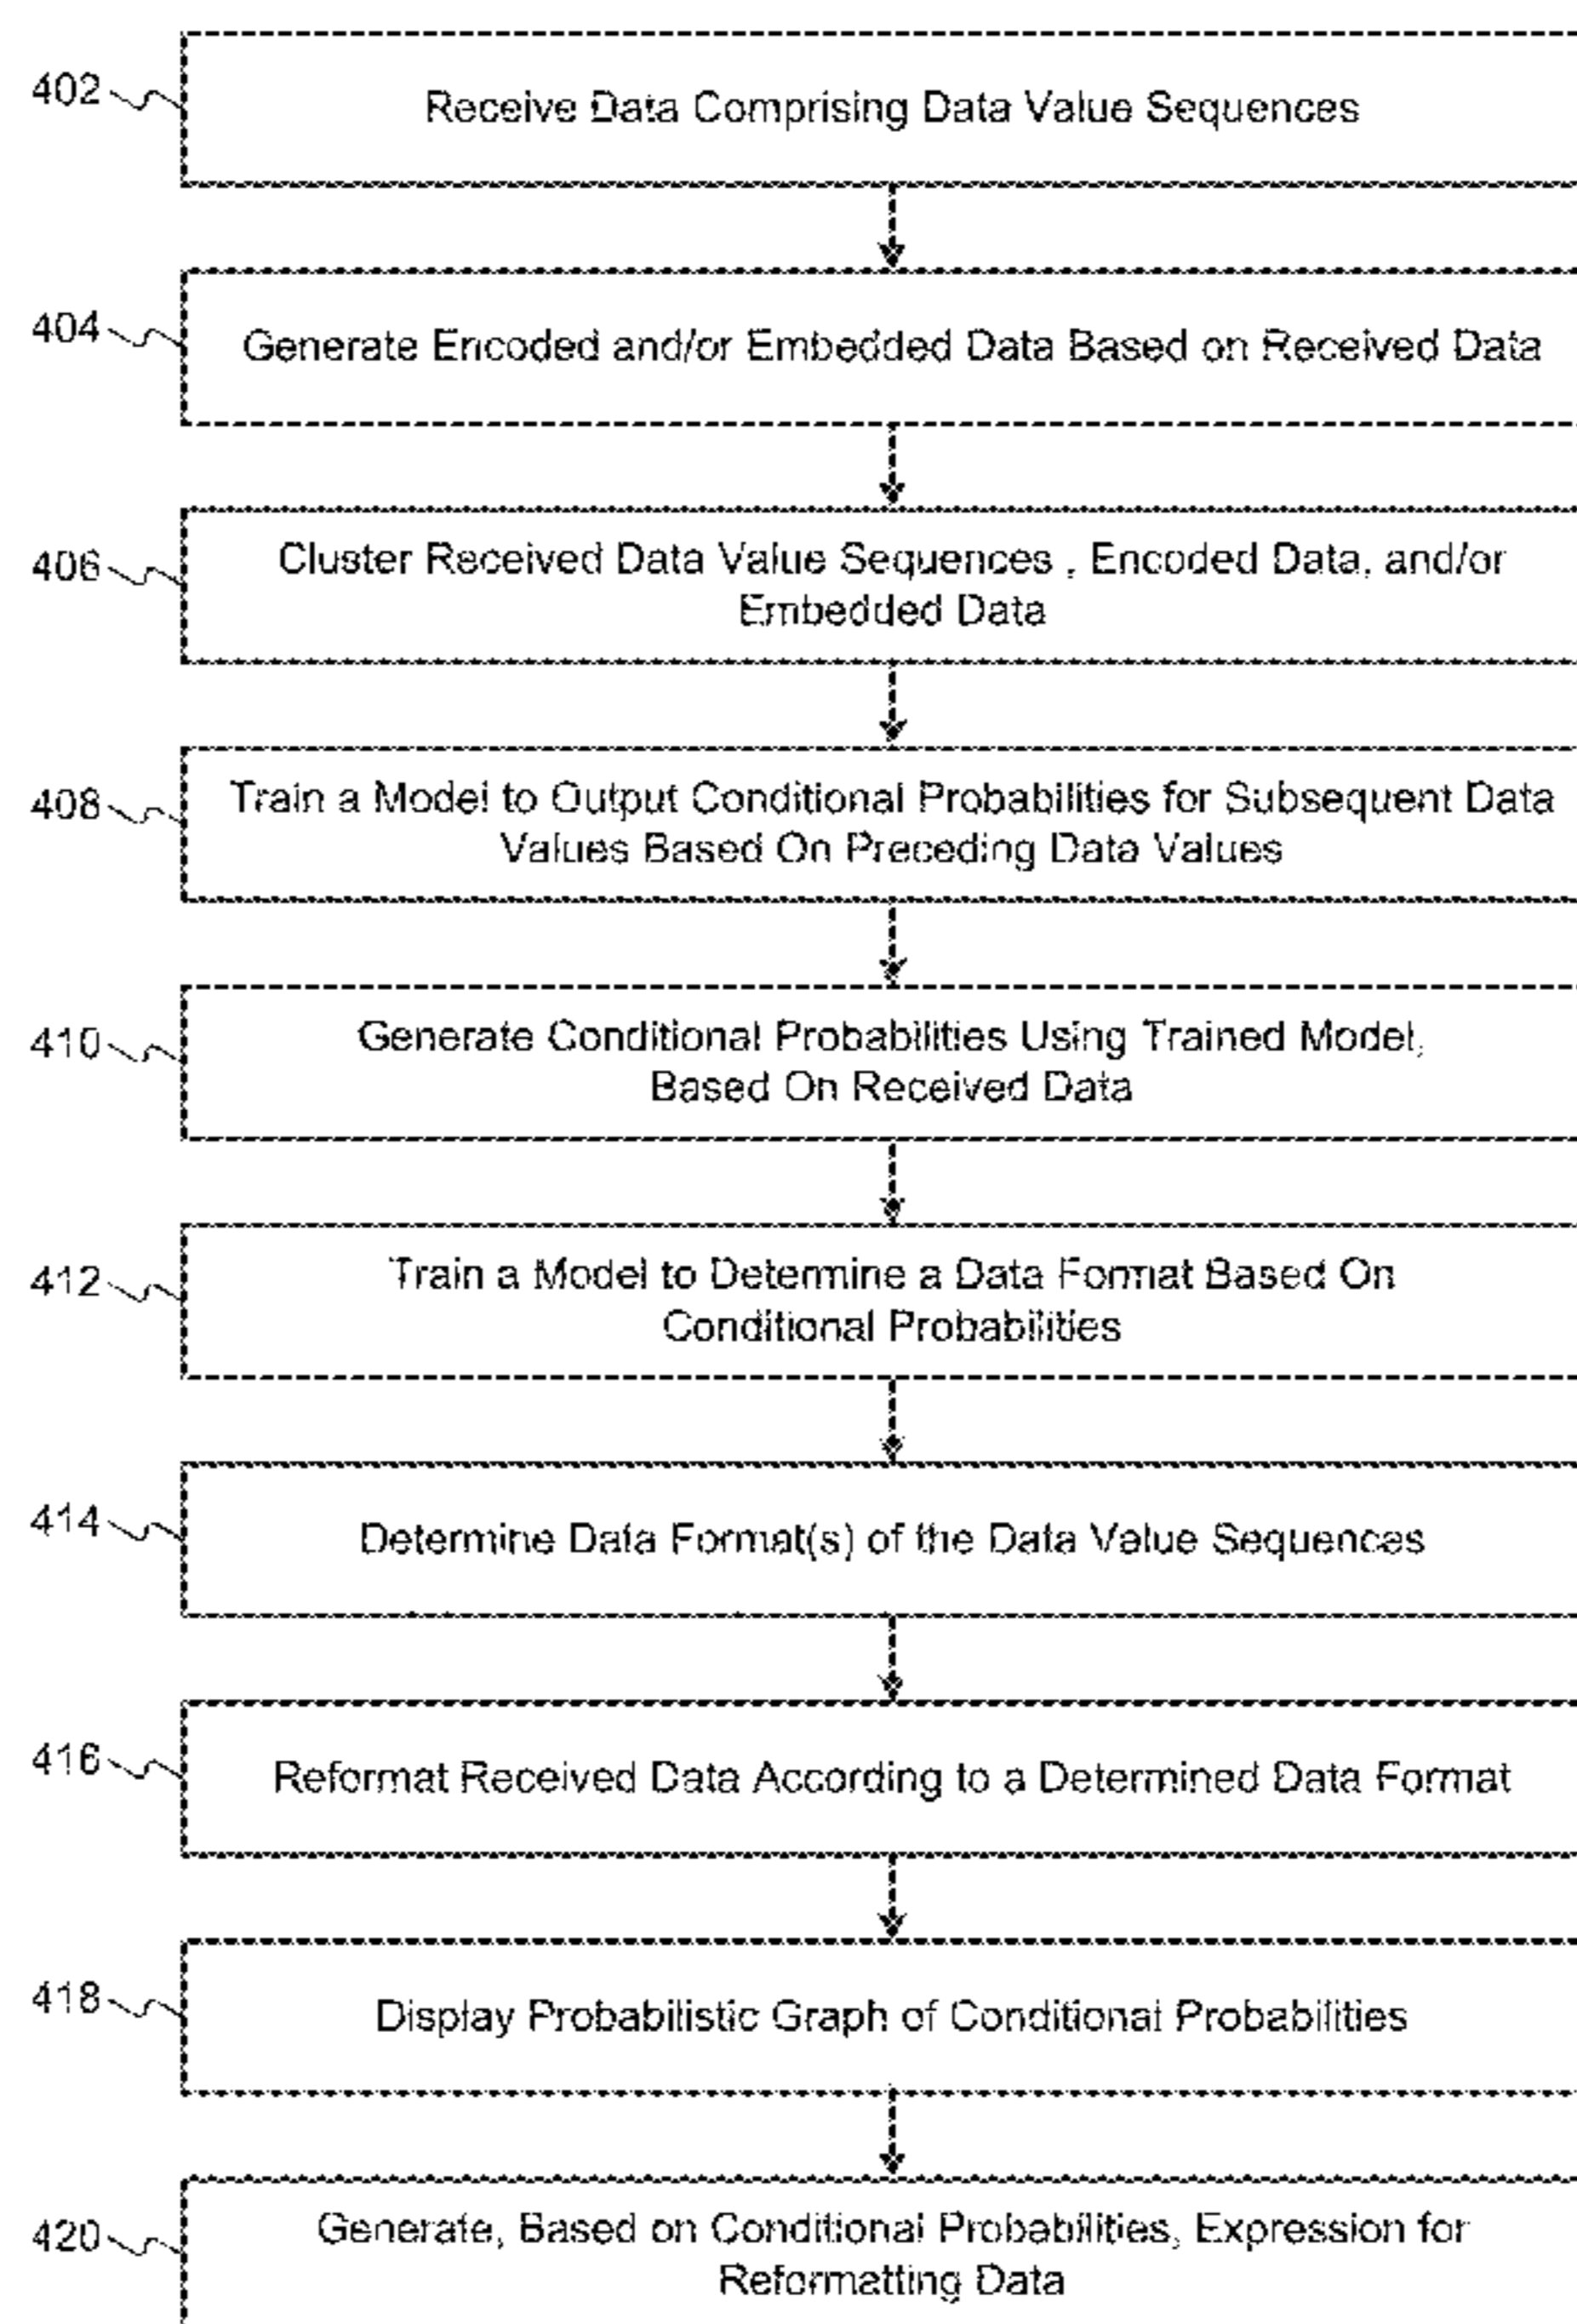 402
Receive Data Comprising Data Value Sequences
404
Generate Encoded and/or Embedded Data Based on Received Data
406
Cluster Received Data Value Sequences , Encoded Data, and/or
Embedded Data
408
Train a Model to Output Conditional Probabilities for Subsequent Data
Values Based On Preceding Data Values
410
Generate Conditional Probabilities Using Trained Model,
Based On Received Data
412
Train a Model to Determine a Data Format Based On
Conditional Probabilities
414
Determine Data Format(s) of the Data Value Sequences
416
Reformat Received Data According to a Determined Data Format
418
Display Probabilistic Graph of Conditional Probabilities
420
Generate, Based on Conditional Probabilities, Expression for
Reformatting Data